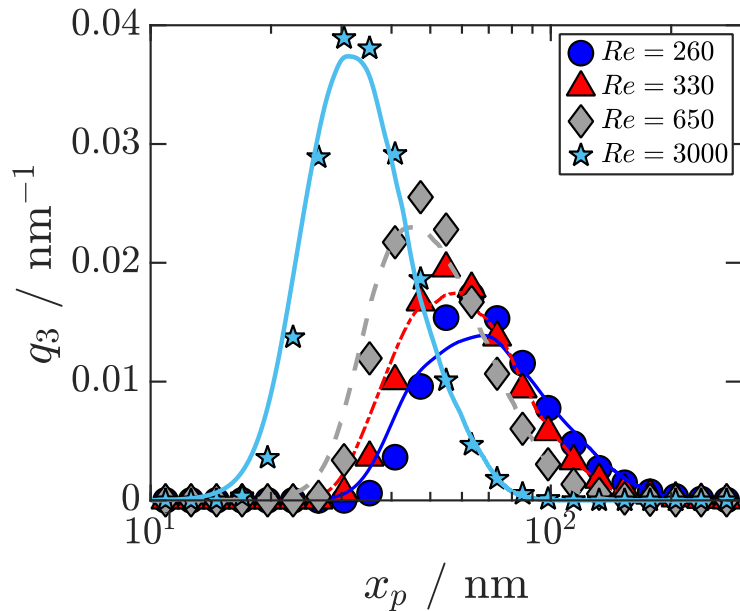 0.04
0.03
0.02
0.01
0
q₃ / nm⁻¹
10¹
10²
x_p / nm
Re = 260
Re = 330
Re = 650
Re = 3000